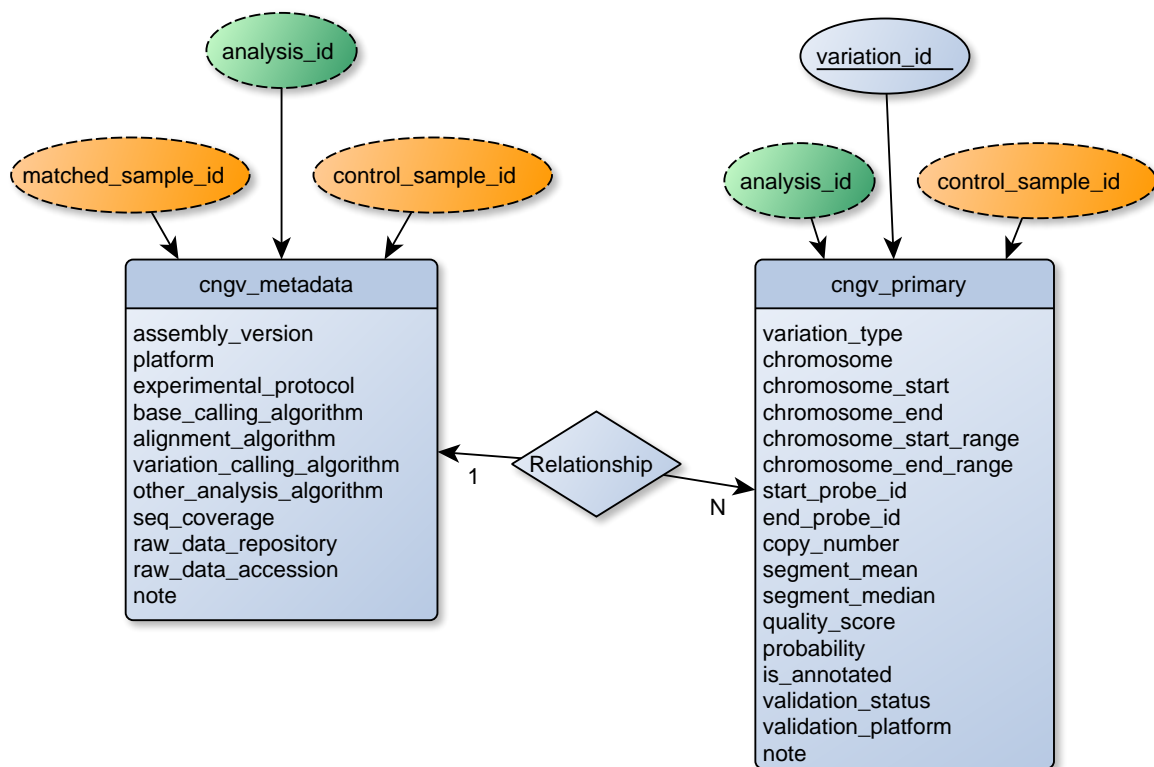 analysis_id
matched_sample_id
control_sample_id
cngv_metadata
assembly_version
platform
experimental_protocol
base_calling_algorithm
alignment_algorithm
variation_calling_algorithm
other_analysis_algorithm
seq_coverage
raw_data_repository
raw_data_accession
note
1
Relationship
N
variation_id
analysis_id
control_sample_id
cngv_primary
variation_type
chromosome
chromosome_start
chromosome_end
chromosome_start_range
chromosome_end_range
start_probe_id
end_probe_id
copy_number
segment_mean
segment_median
quality_score
probability
is_annotated
validation_status
validation_platform
note